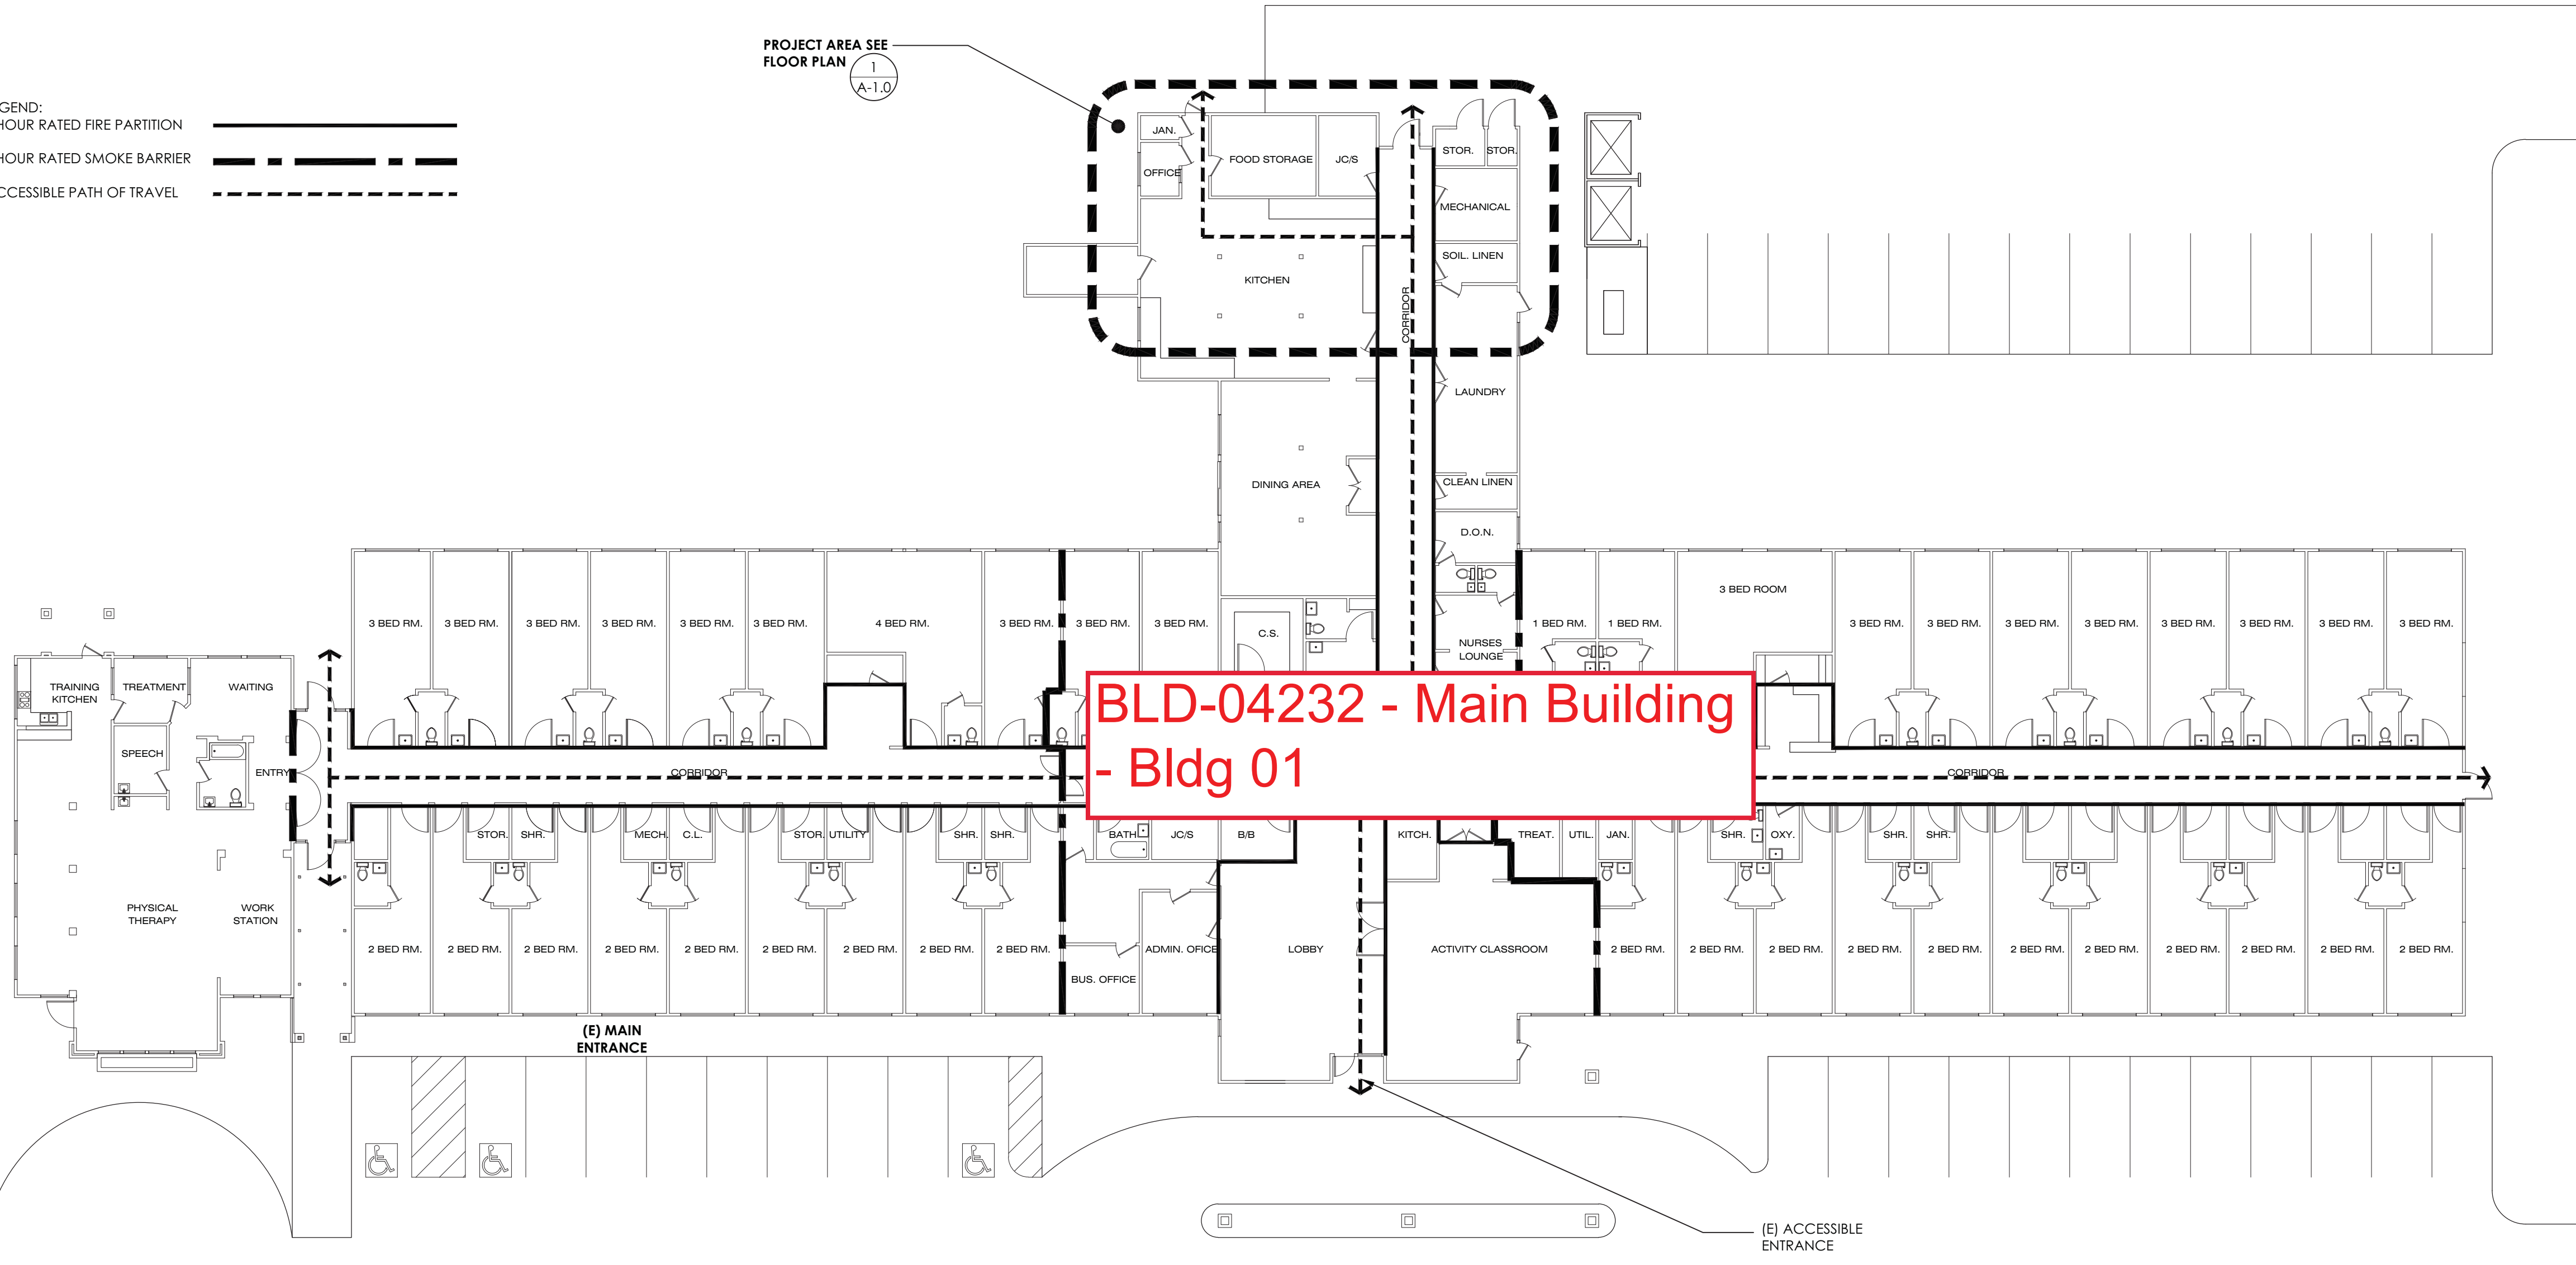 PROJECT AREA SEE
FLOOR PLAN
1
A-1.0
GEND:
HOUR RATED FIRE PARTITION
HOUR RATED SMOKE BARRIER
CCESSIBLE PATH OF TRAVEL
JAN.
FOOD STORAGE
JC/S
STOR.
STOR.
OFFICE
MECHANICAL
SOIL. LINEN
KITCHEN
CORRIDOR
LAUNDRY
DINING AREA
CLEAN LINEN
D.O.N.
3 BED ROOM
3 BED RM.
3 BED RM.
3 BED RM.
3 BED RM.
3 BED RM.
3 BED RM.
4 BED RM.
3 BED RM.
3 BED RM.
3 BED RM.
C.S.
NURSES
LOUNGE
1 BED RM.
1 BED RM.
3 BED RM.
3 BED RM.
3 BED RM.
3 BED RM.
3 BED RM.
3 BED RM.
3 BED RM.
3 BED RM.
TRAINING
KITCHEN
TREATMENT
WAITING
BLD-04232 - Main Building
- Bldg 01
SPEECH
ENTRY
CORRIDOR
CORRIDOR
STOR.
SHR.
MECH.
C.L.
STOR.
UTILITY
SHR.
SHR.
BATH
JC/S
B/B
KITCH.
TREAT.
UTIL.
JAN.
SHR.
OXY.
SHR.
SHR.
PHYSICAL
THERAPY
WORK
STATION
2 BED RM.
2 BED RM.
2 BED RM.
2 BED RM.
2 BED RM.
2 BED RM.
2 BED RM.
2 BED RM.
2 BED RM.
BUS. OFFICE
ADMIN. OFICE
LOBBY
ACTIVITY CLASSROOM
2 BED RM.
2 BED RM.
2 BED RM.
2 BED RM.
2 BED RM.
2 BED RM.
2 BED RM.
2 BED RM.
2 BED RM.
2 BED RM.
2 BED RM.
(E) MAIN
ENTRANCE
(E) ACCESSIBLE
ENTRANCE